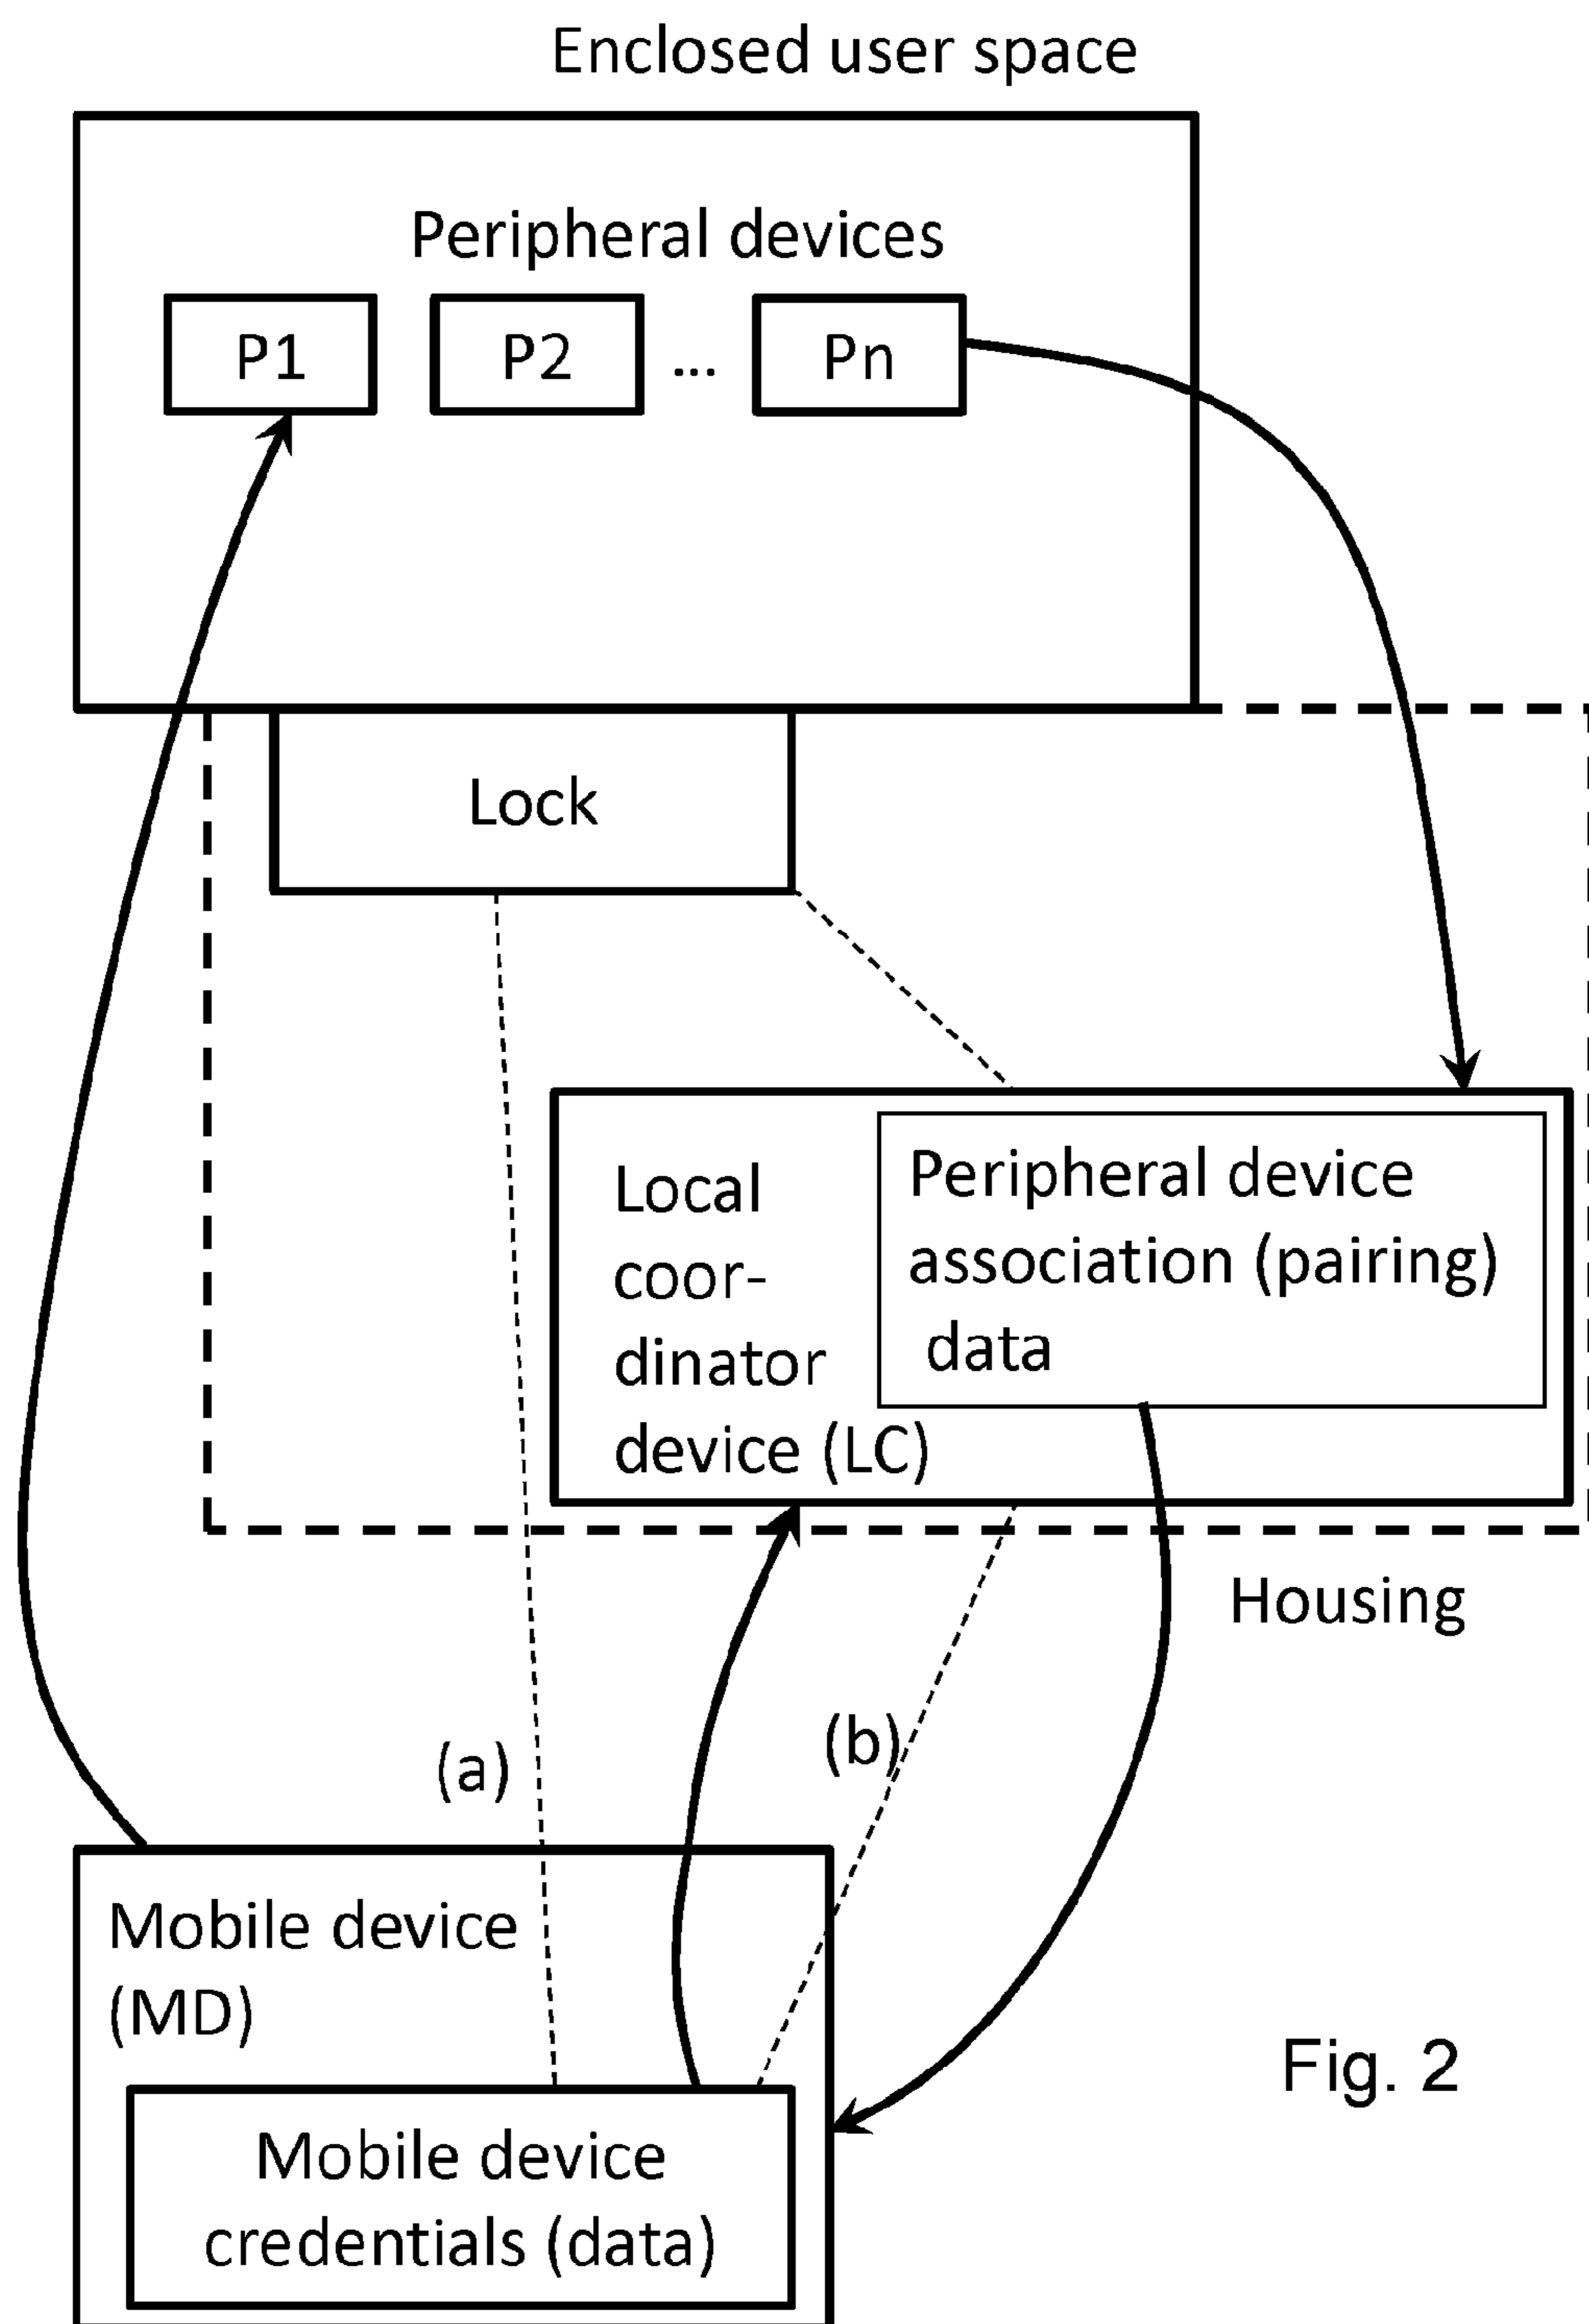 Enclosed user space
Peripheral devices
P1
P2
...
Pn
Lock
Local
coor-
dinator
device (LC)
Peripheral device
association (pairing)
data
Housing
(a)
(b)
Mobile device
(MD)
Mobile device
credentials (data)
Fig. 2